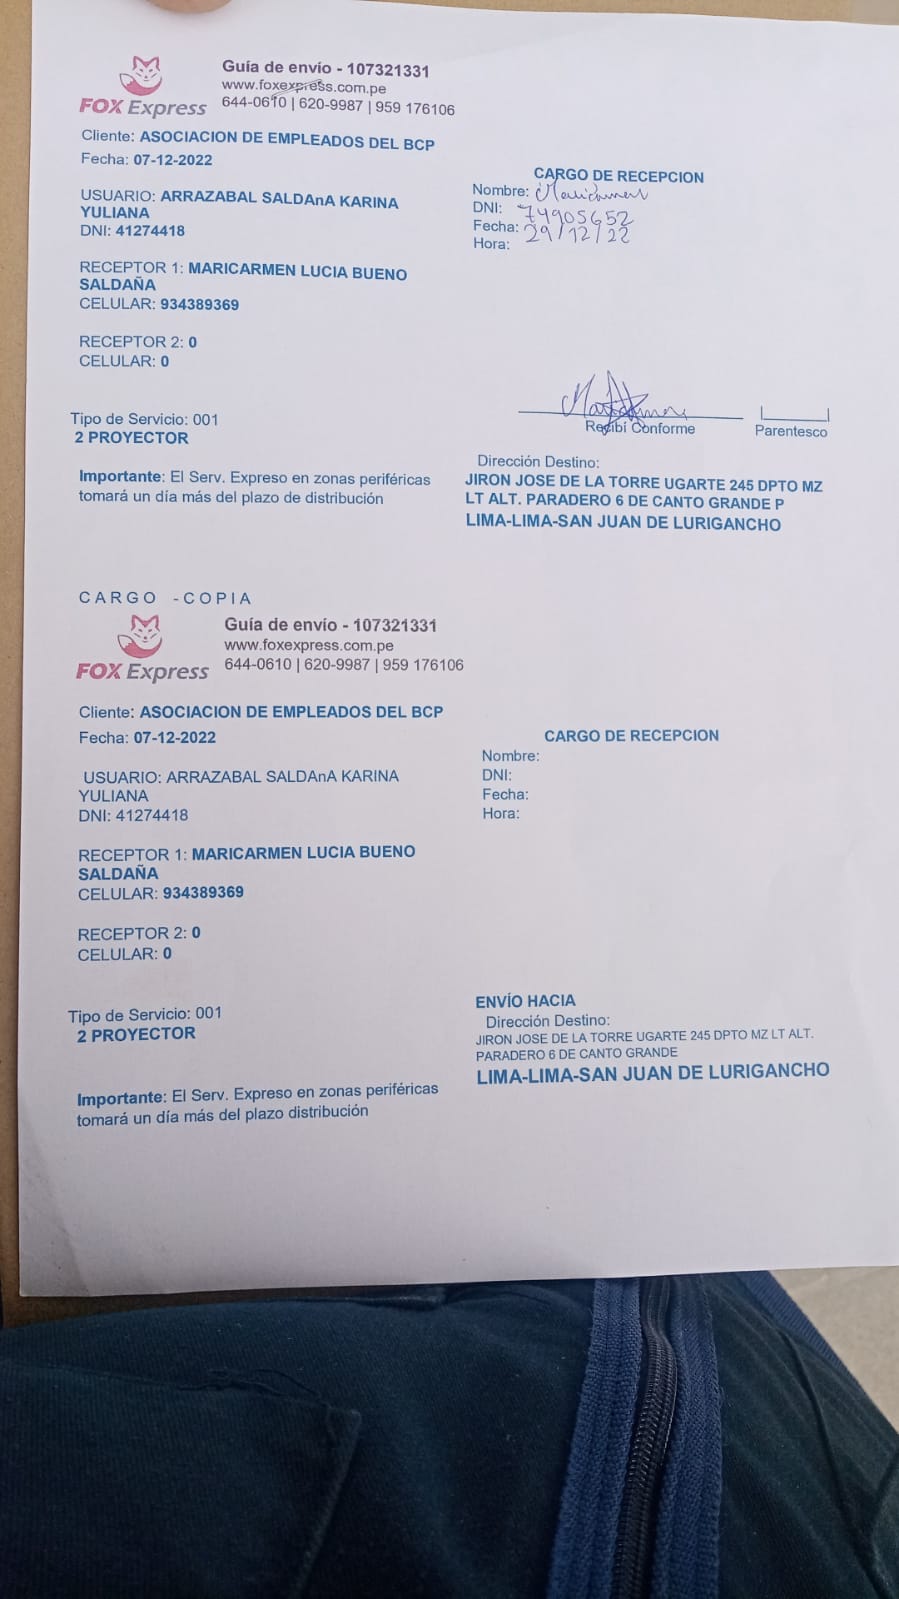 FOX Express
Guía de envío - 107321331
www.foxexpress.com.pe
644-0610 | 620-9987 | 959 176106
Cliente: ASOCIACION DE EMPLEADOS DEL BCP
Fecha: 07-12-2022
USUARIO: ARRAZABAL SALDAnA KARINA
YULIANA
DNI: 41274418
RECEPTOR 1: MARICARMEN LUCIA BUENO
SALDAÑA
CELULAR: 934389369
RECEPTOR 2: 0
CELULAR: 0
CARGO DE RECEPCION
Nombre: Maricarmen
DNI: 74905652
Fecha: 29/12/22
Hora:
Tipo de Servicio: 001
2 PROYECTOR
Importante: El Serv. Expreso en zonas periféricas
tomará un día más del plazo de distribución
Maricarmen
Recibí Conforme
Parentesco
Dirección Destino:
JIRON JOSE DE LA TORRE UGARTE 245 DPTO MZ
LT ALT. PARADERO 6 DE CANTO GRANDE P
LIMA-LIMA-SAN JUAN DE LURIGANCHO
CARGO -COPIA
FOX Express
Guía de envío - 107321331
www.foxexpress.com.pe
644-0610 | 620-9987 | 959 176106
Cliente: ASOCIACION DE EMPLEADOS DEL BCP
Fecha: 07-12-2022
USUARIO: ARRAZABAL SALDAnA KARINA
YULIANA
DNI: 41274418
RECEPTOR 1: MARICARMEN LUCIA BUENO
SALDAÑA
CELULAR: 934389369
RECEPTOR 2: 0
CELULAR: 0
CARGO DE RECEPCION
Nombre:
DNI:
Fecha:
Hora:
Tipo de Servicio: 001
2 PROYECTOR
Importante: El Serv. Expreso en zonas periféricas
tomará un día más del plazo distribución
ENVÍO HACIA
Dirección Destino:
JIRON JOSE DE LA TORRE UGARTE 245 DPTO MZ LT ALT.
PARADERO 6 DE CANTO GRANDE
LIMA-LIMA-SAN JUAN DE LURIGANCHO